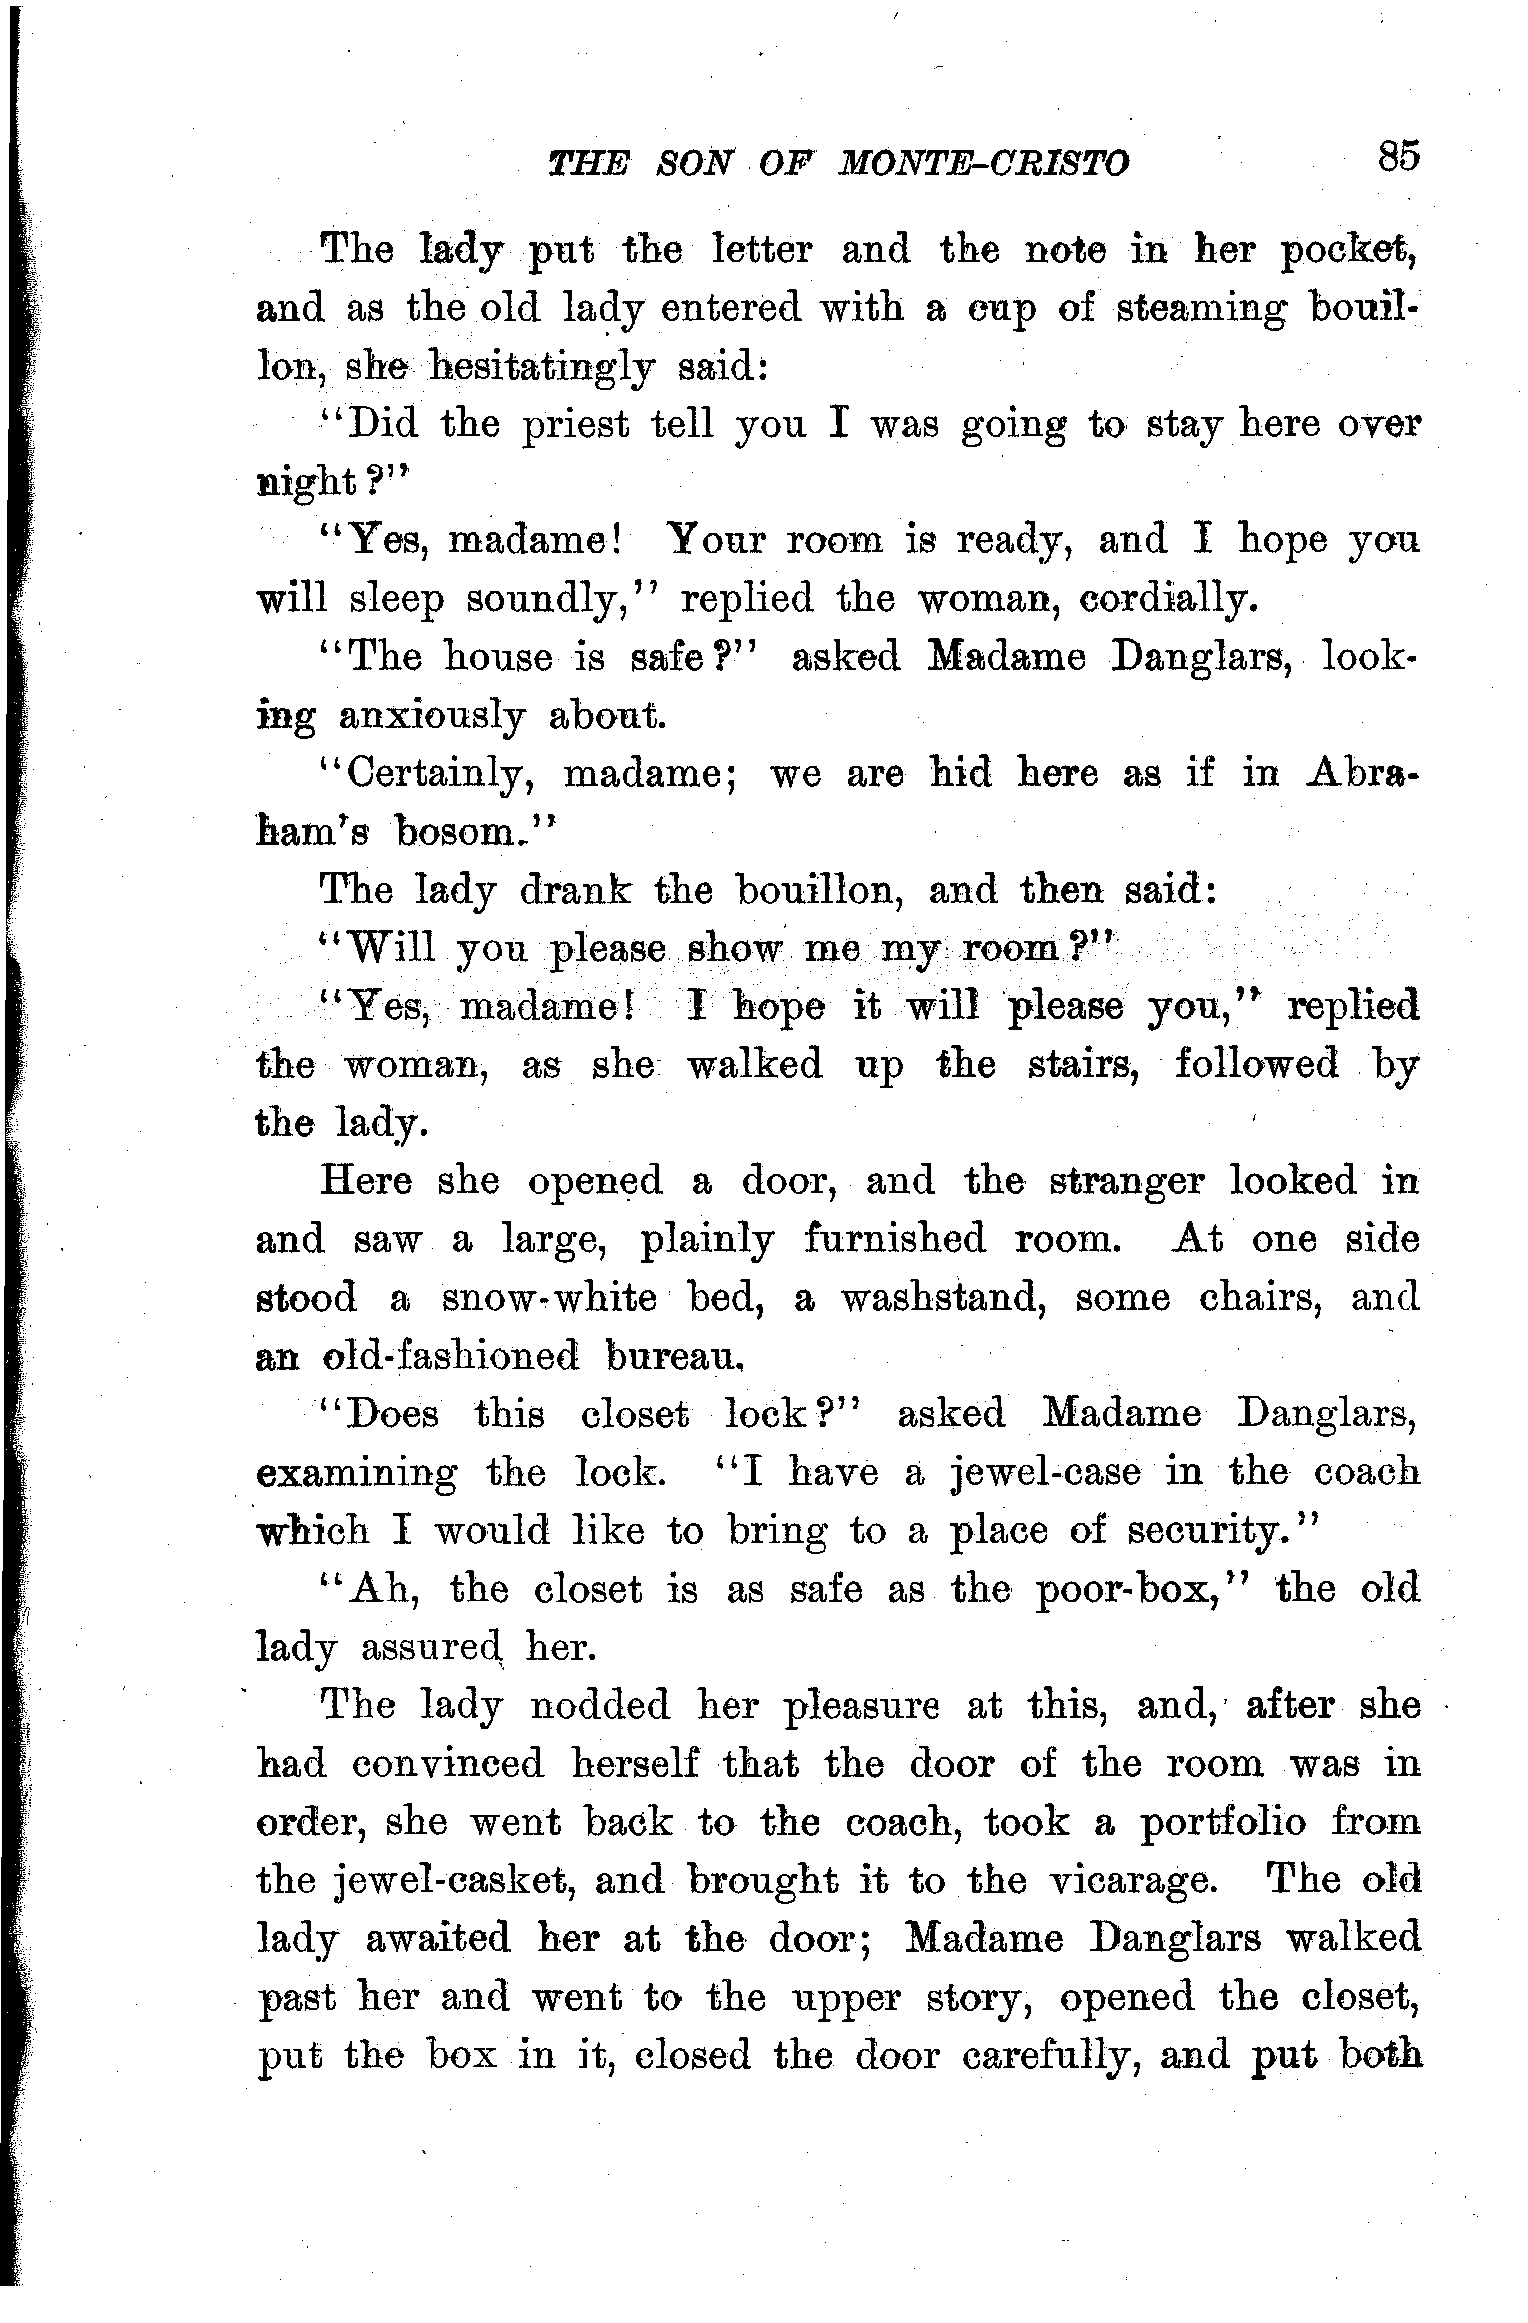 THE SON OF MONTE-CRISTO 85
The lady put the letter and the note in her pocket,
and as the old lady entered with a cup of steaming bouil-
lon, she hesitatingly said:
"Did the priest tell you I was going to stay here over
night?"
"Yes, madame! Your room is ready, and I hope you
will sleep soundly," replied the woman, cordially.
"The house is safe?" asked Madame Danglars, look-
ing anxiously about.
"Certainly, madame; we are hid here as if in Abra-
ham's bosom."
The lady drank the bouillon, and then said:
"Will you please show me my room?"
"Yes, madame! I hope it will please you," replied
the woman, as she walked up the stairs, followed by
the lady.
Here she opened a door, and the stranger looked in
and saw a large, plainly furnished room. At one side
stood a snow-white bed, a washstand, some chairs, and
an old-fashioned bureau.
"Does this closet lock?" asked Madame Danglars,
examining the lock. "I have a jewel-case in the coach
which I would like to bring to a place of security."
"Ah, the closet is as safe as the poor-box," the old
lady assured her.
The lady nodded her pleasure at this, and, after she
had convinced herself that the door of the room was in
order, she went back to the coach, took a portfolio from
the jewel-casket, and brought it to the vicarage. The old
lady awaited her at the door; Madame Danglars walked
past her and went to the upper story, opened the closet,
put the box in it, closed the door carefully, and put both